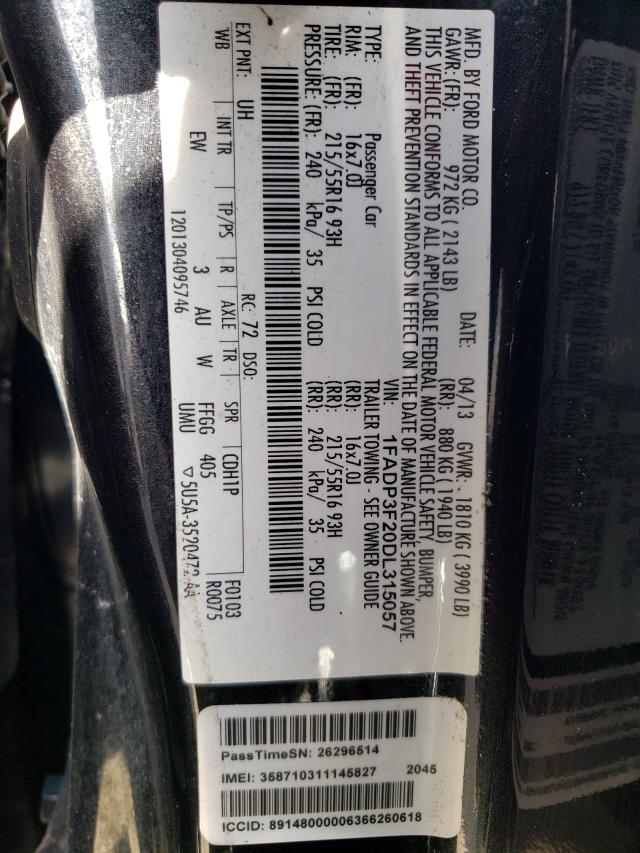 MFD. BY FORD MOTOR CO.
DATE: 04/13 GVWR: 1810 KG ( 3990 LB)
GAWR: (FR): 972 KG ( 2143 LB) (RR): 880 KG ( 1940 LB)
THIS VEHICLE CONFORMS TO ALL APPLICABLE FEDERAL MOTOR VEHICLE SAFETY, BUMPER,
AND THEFT PREVENTION STANDARDS IN EFFECT ON THE DATE OF MANUFACTURE SHOWN ABOVE.
VIN: 1FADP3F20DL315057
TYPE: Passenger Car TRAILER TOWING - SEE OWNER GUIDE
RIM: (FR): 16x7.0J (RR): 16x7.0J
TIRE: (FR): 215/55R16 93H (RR): 215/55R16 93H
PRESSURE: (FR): 240 kPa/ 35 PSI COLD (RR): 240 kPa/ 35 PSI COLD
EXT PNT: UH RC: 72 DSO: F0103
R0075
WB INT TR TP/PS R AXLE TR SPR CDH1P
EW 3 AU W FFGG 405
UMU
1201304095746 ▽5U5A-3520472-AA
PassTimeSN: 26296514
IMEI: 358710311145827 2045
ICCID: 89148000006366260618